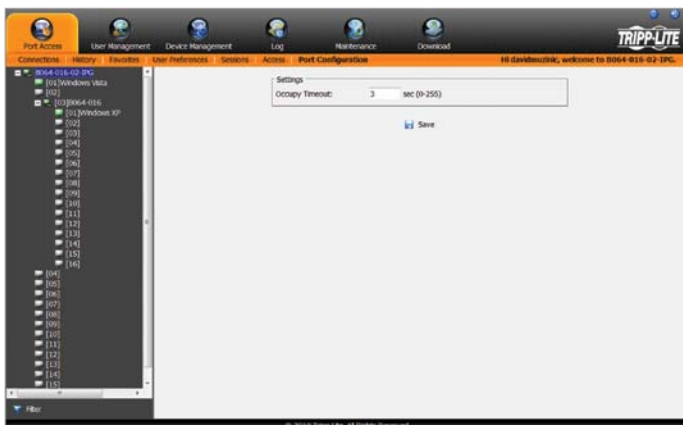 TRIPP·LITE
Port Access User Management Device Management Log Maintenance Download
Connections History Favorites User Preferences Sessions Access Port Configuration Hi davidmuzinic, welcome to B064-016-02-IPG.
B064-016-02-IPG
[01]Windows Vista
[02]
[03]B064-016
[01]Windows XP
[02]
[03]
[04]
[05]
[06]
[07]
[08]
[09]
[10]
[11]
[12]
[13]
[14]
[15]
[16]
[04]
[05]
[06]
[07]
[08]
[09]
[10]
[11]
[12]
[13]
[14]
[15]
Settings
Occupy Timeout: 3 sec (0-255)
Save
Filter